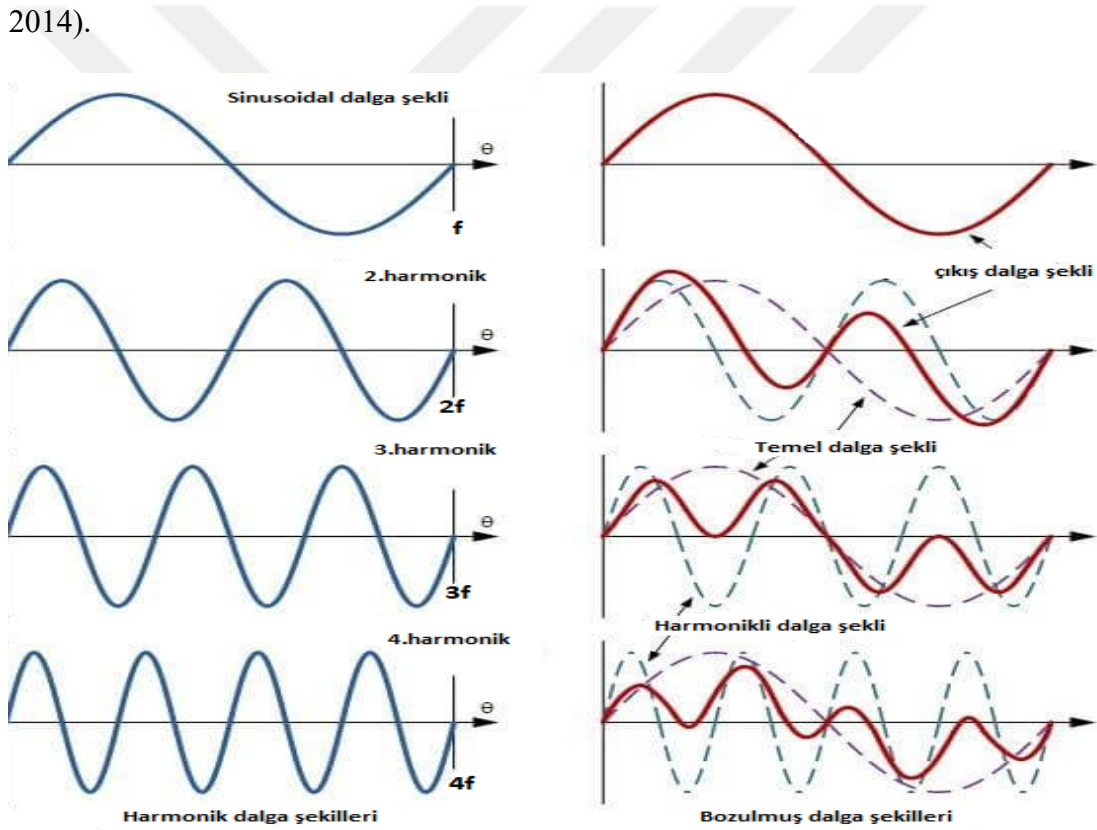 2014).
Sinusoidal dalga şekli
θ
f
çıkış dalga şekli
2.harmonik
θ
2f
Temel dalga şekli
3.harmonik
θ
3f
Harmonikli dalga şekli
4.harmonik
θ
4f
Harmonik dalga şekilleri
Bozulmuş dalga şekilleri